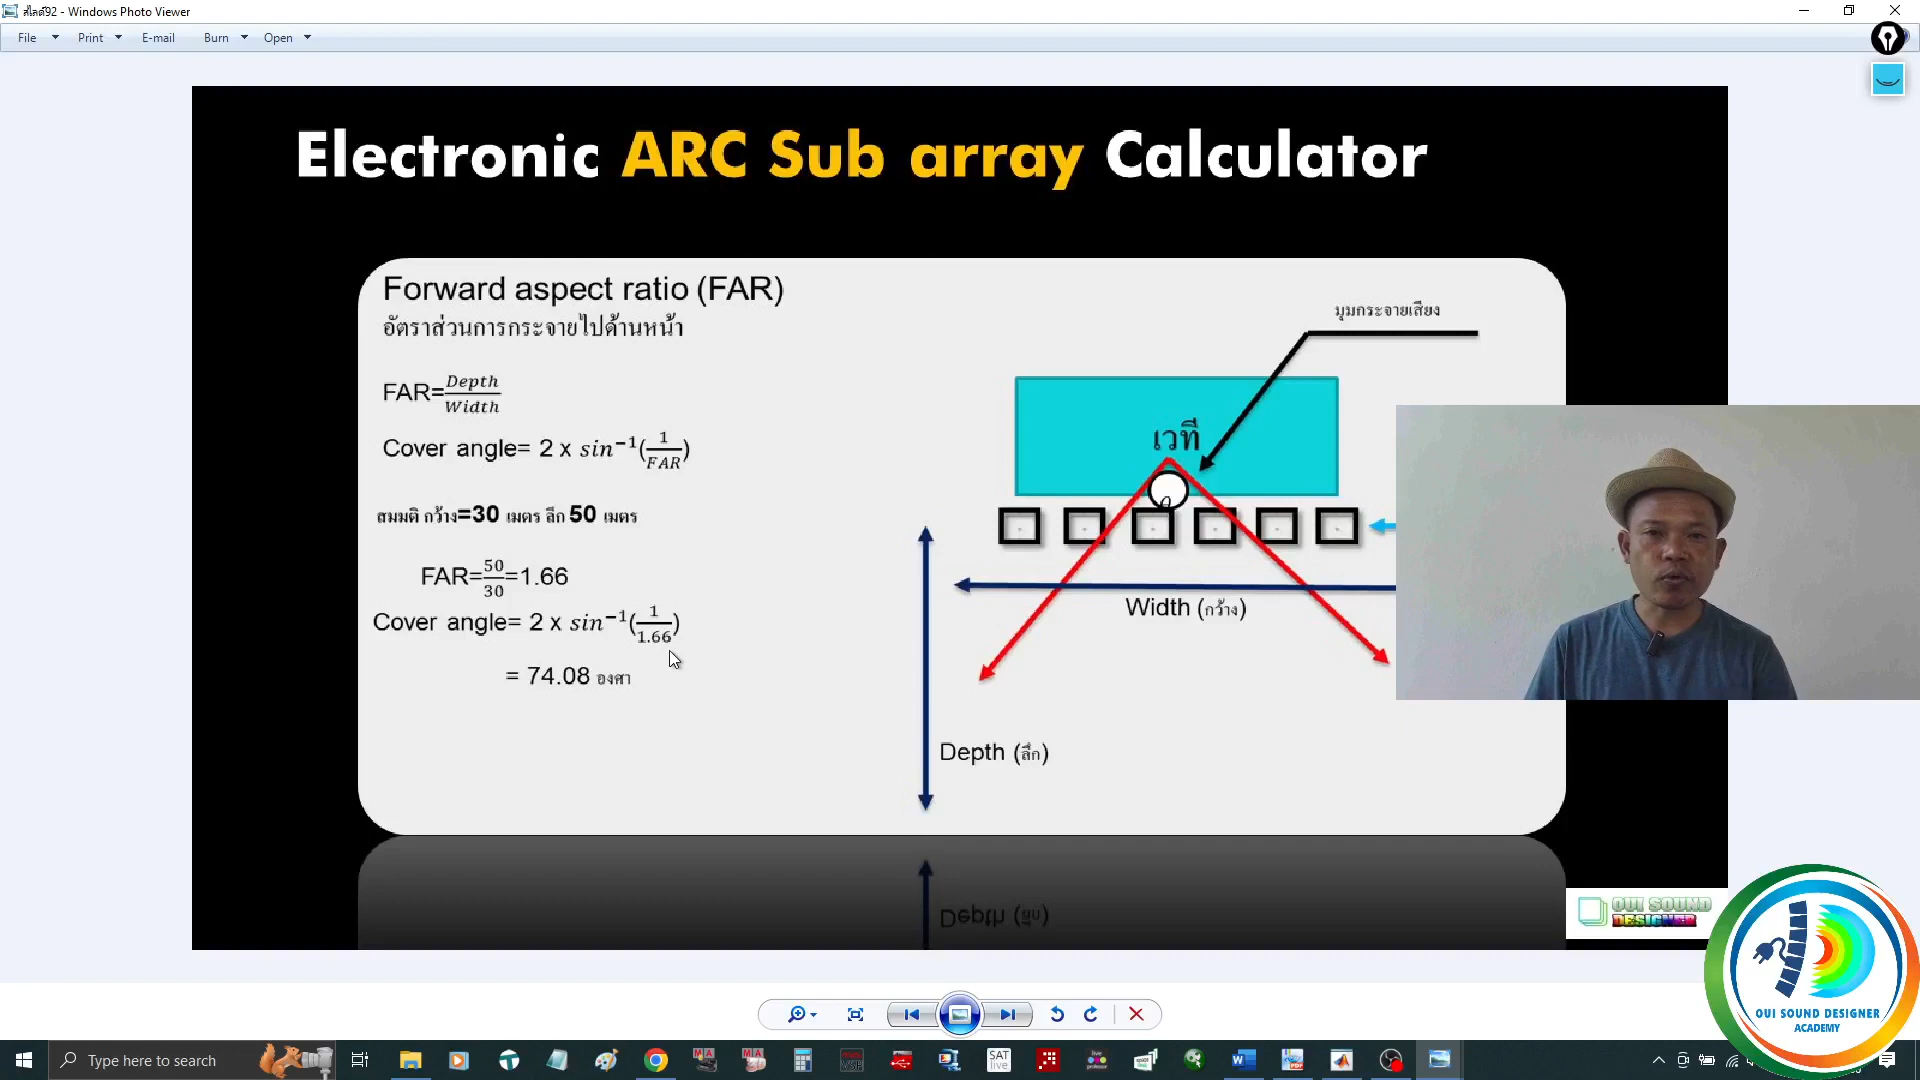 สไลด์92 - Windows Photo Viewer
File Print E-mail Burn Open
Electronic ARC Sub array Calculator
Forward aspect ratio (FAR)
อัตราส่วนการกระจายไปด้านหน้า
FAR=Depth/Width
Cover angle= 2 x sin⁻¹(1/FAR)
สมมติ กว้าง=30 เมตร ลึก 50 เมตร
FAR=50/30=1.66
Cover angle= 2 x sin⁻¹(1/1.66)
= 74.08 องศา
มุมกระจายเสียง
เวที
Width (กว้าง)
Depth (ลึก)
OUI SOUND
DESIGNER
OUI SOUND DESIGNER
ACADEMY
Type here to search
SAT
live